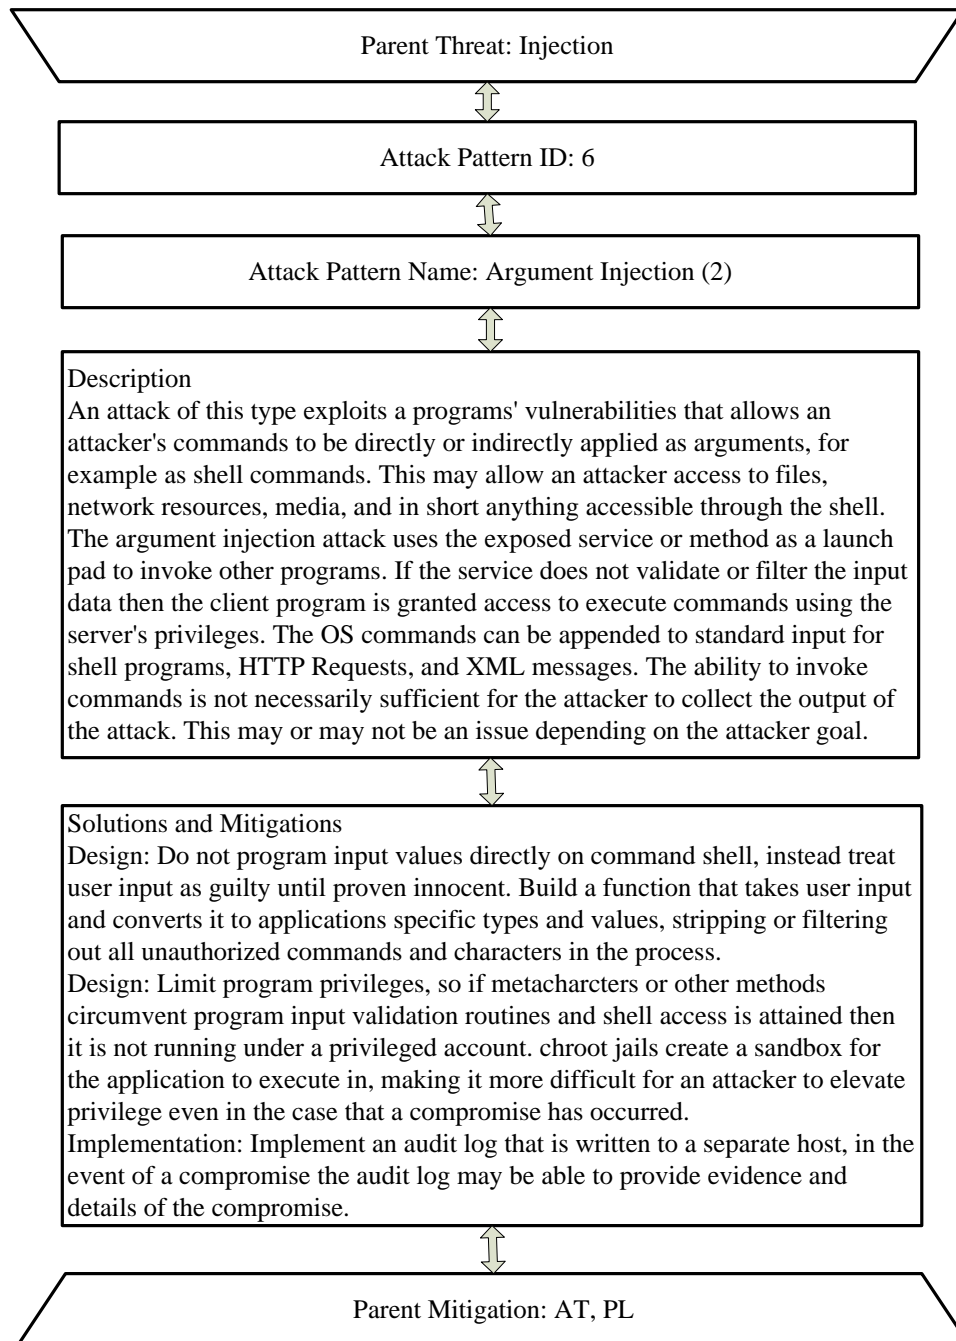 Parent Threat: Injection
Attack Pattern ID: 6
Attack Pattern Name: Argument Injection (2)
Description
An attack of this type exploits a programs' vulnerabilities that allows an
attacker's commands to be directly or indirectly applied as arguments, for
example as shell commands. This may allow an attacker access to files,
network resources, media, and in short anything accessible through the shell.
The argument injection attack uses the exposed service or method as a launch
pad to invoke other programs. If the service does not validate or filter the input
data then the client program is granted access to execute commands using the
server's privileges. The OS commands can be appended to standard input for
shell programs, HTTP Requests, and XML messages. The ability to invoke
commands is not necessarily sufficient for the attacker to collect the output of
the attack. This may or may not be an issue depending on the attacker goal.
Solutions and Mitigations
Design: Do not program input values directly on command shell, instead treat
user input as guilty until proven innocent. Build a function that takes user input
and converts it to applications specific types and values, stripping or filtering
out all unauthorized commands and characters in the process.
Design: Limit program privileges, so if metacharcters or other methods
circumvent program input validation routines and shell access is attained then
it is not running under a privileged account. chroot jails create a sandbox for
the application to execute in, making it more difficult for an attacker to elevate
privilege even in the case that a compromise has occurred.
Implementation: Implement an audit log that is written to a separate host, in the
event of a compromise the audit log may be able to provide evidence and
details of the compromise.
Parent Mitigation: AT, PL